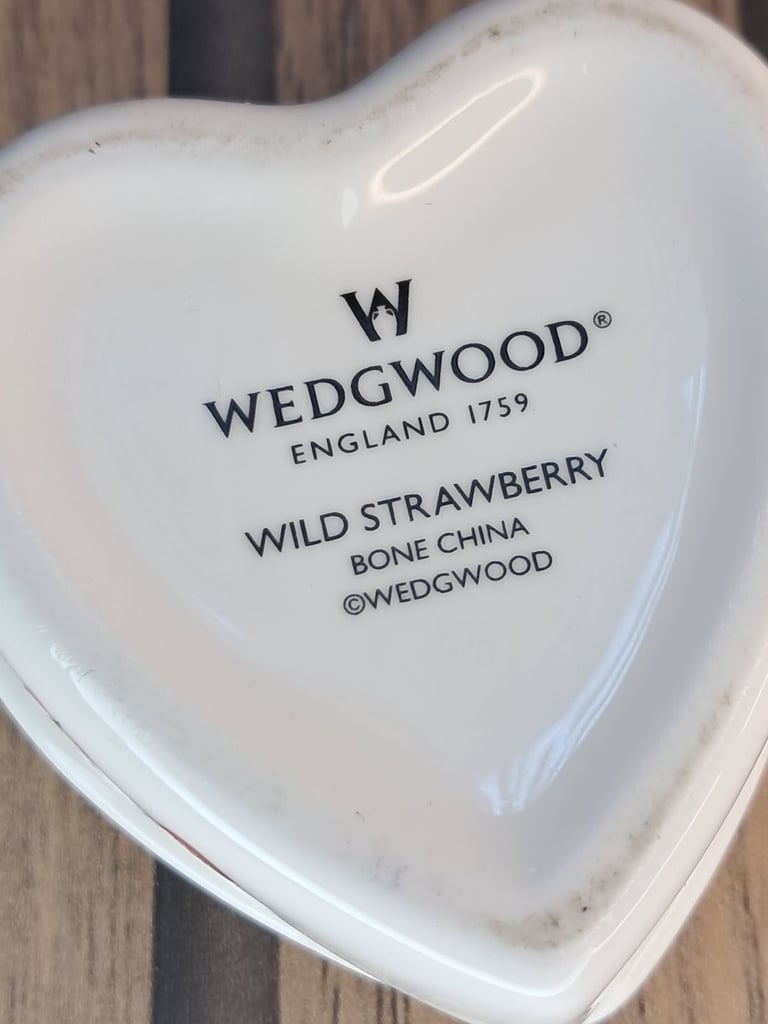 W
WEDGWOOD®
ENGLAND 1759
WILD STRAWBERRY
BONE CHINA
©WEDGWOOD